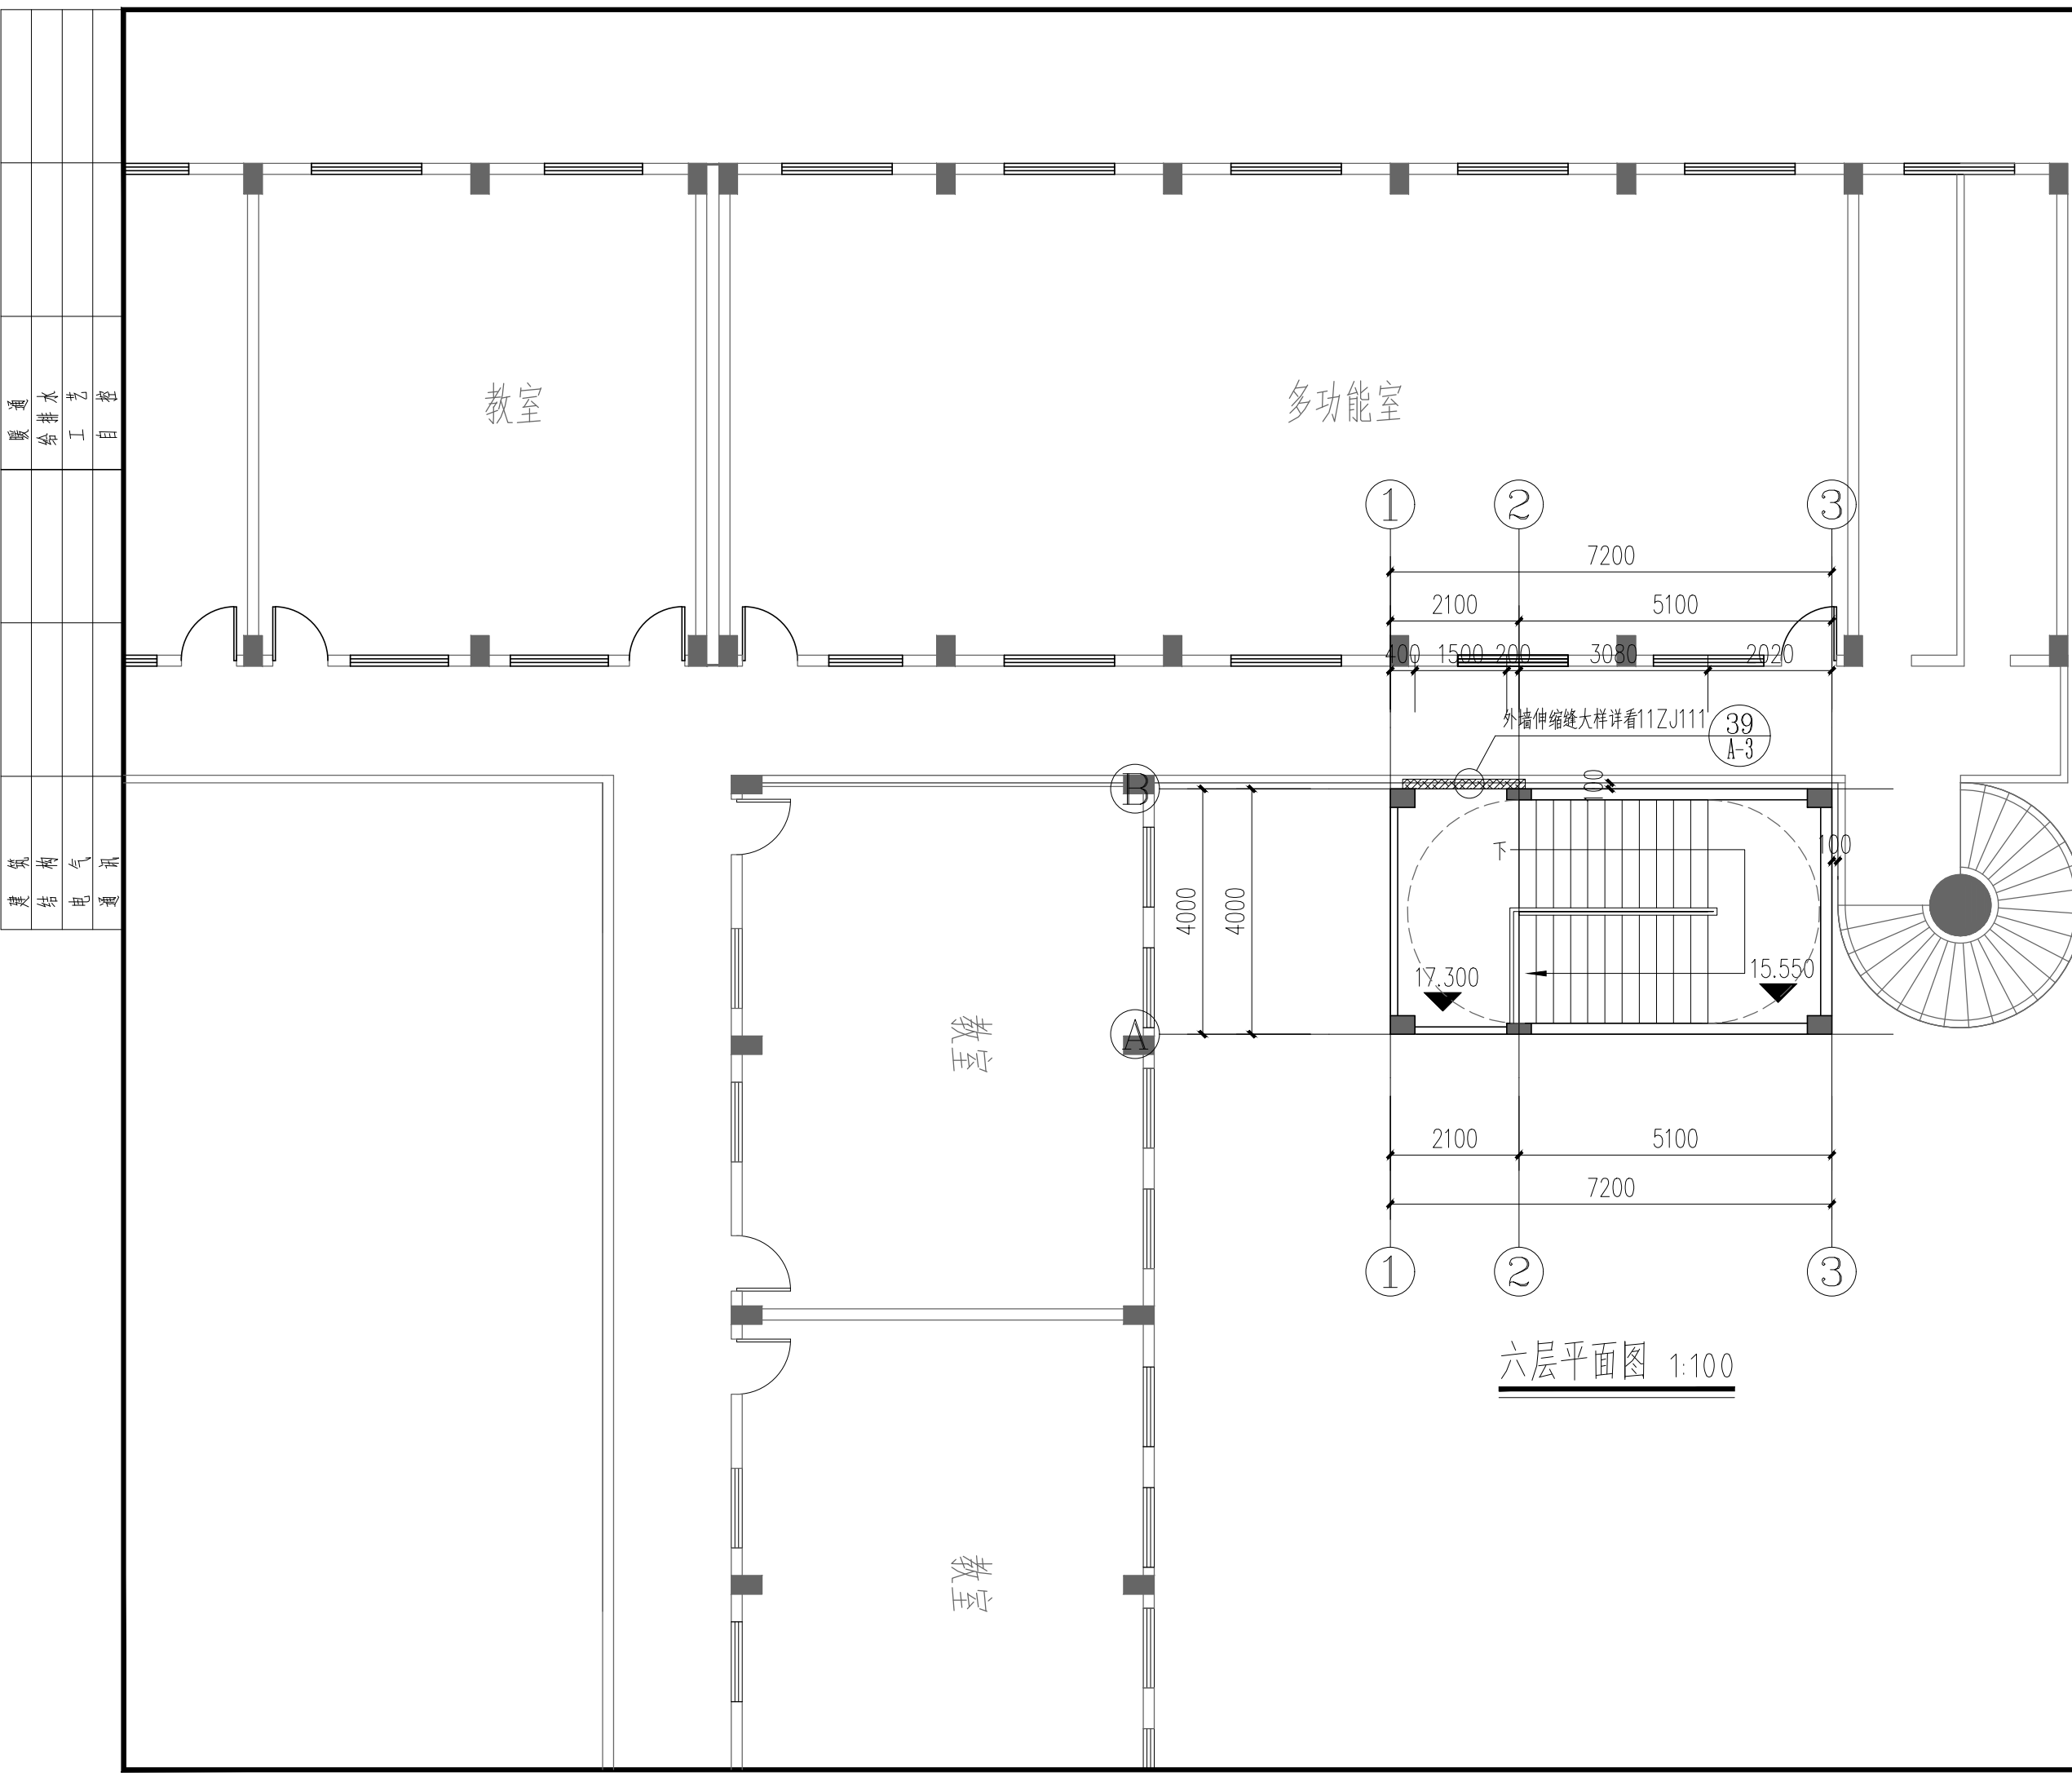 暖 通
给 排 水
工 艺
自 控
建 筑
结 构
电 气
通 讯
教室
多功能室
1
2
3
7200
2100
5100
400
1500
200
3080
2020
外墙伸缩缝大样详看11ZJ111
39
A-3
B
100
下
100
4000
4000
17.300
15.550
A
教室
2100
5100
7200
1
2
3
六层平面图 1:100
教室